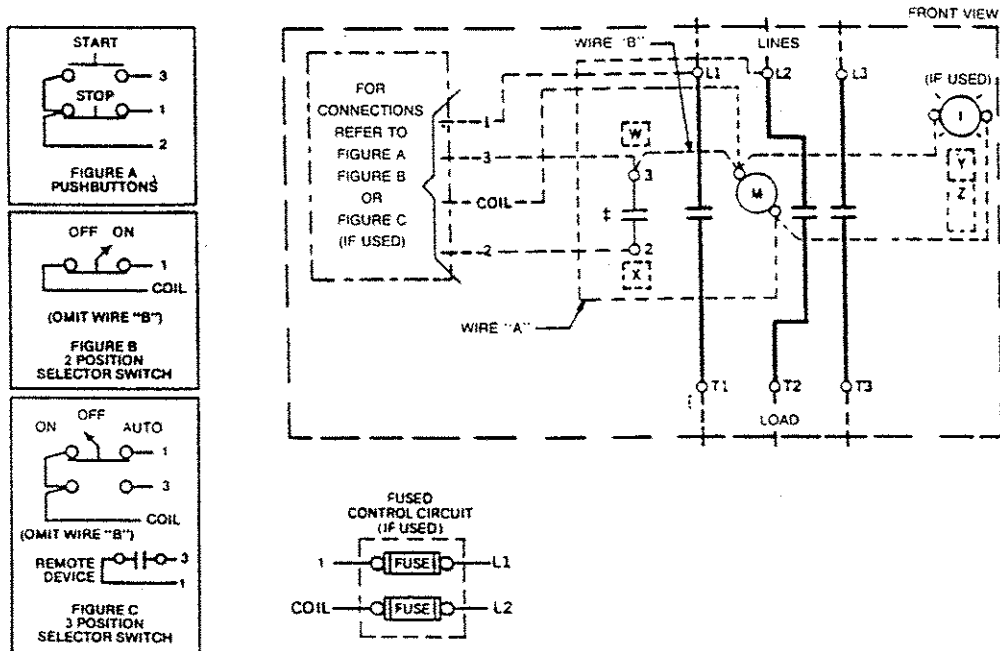 START
3
STOP
1
2
FIGURE A
PUSHBUTTONS
OFF ON
1
COIL
(OMIT WIRE "B")
FIGURE B
2 POSITION
SELECTOR SWITCH
OFF
ON AUTO
1
3
COIL
(OMIT WIRE "B")
REMOTE
DEVICE
3
1
FIGURE C
3 POSITION
SELECTOR SWITCH
FRONT VIEW
WIRE "B"
LINES
L1 L2 L3
(IF USED)
I
Y
Z
FOR
CONNECTIONS
REFER TO
FIGURE A
FIGURE B
OR
FIGURE C
(IF USED)
1
3
COIL
2
W
3
‡
2
X
M
WIRE "A"
T1 T2 T3
LOAD
FUSED
CONTROL CIRCUIT
(IF USED)
1 FUSE L1
COIL FUSE L2